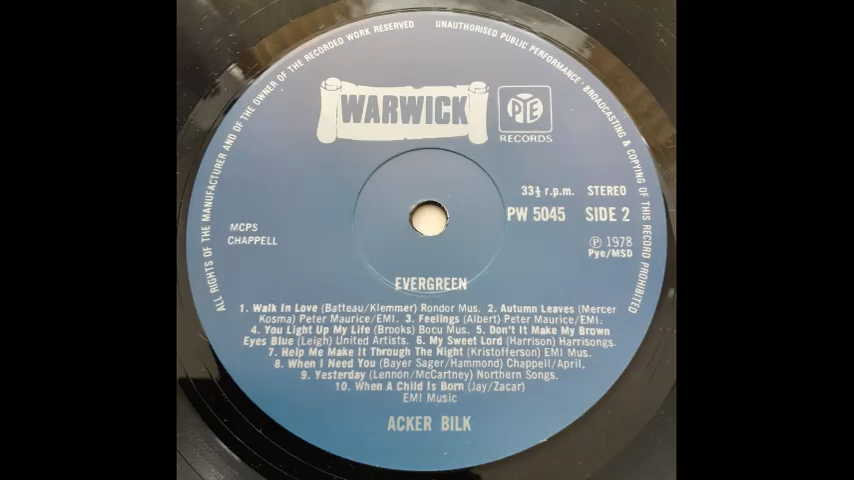 ALL RIGHTS OF THE MANUFACTURER AND OF THE OWNER OF THE RECORDED WORK RESERVED
UNAUTHORISED PUBLIC PERFORMANCE · BROADCASTING & COPYING OF THIS RECORD PROHIBITED
WARWICK
PYE
RECORDS
33⅓ r.p.m. STEREO
PW 5045 SIDE 2
MCPS
CHAPPELL
℗ 1978
Pye/MSD
EVERGREEN
1. Walk In Love (Batteau/Klemmer) Rondor Mus. 2. Autumn Leaves (Mercer
Kosma) Peter Maurice/EMI. 3. Feelings (Albert) Peter Maurice/EMI.
4. You Light Up My Life (Brooks) Bocu Mus. 5. Don't It Make My Brown
Eyes Blue (Leigh) United Artists. 6. My Sweet Lord (Harrison) Harrisongs.
7. Help Me Make It Through The Night (Kristofferson) EMI Mus.
8. When I Need You (Bayer Sager/Hammond) Chappell/April.
9. Yesterday (Lennon/McCartney) Northern Songs.
10. When A Child Is Born (Jay/Zacar)
EMI Music
ACKER BILK